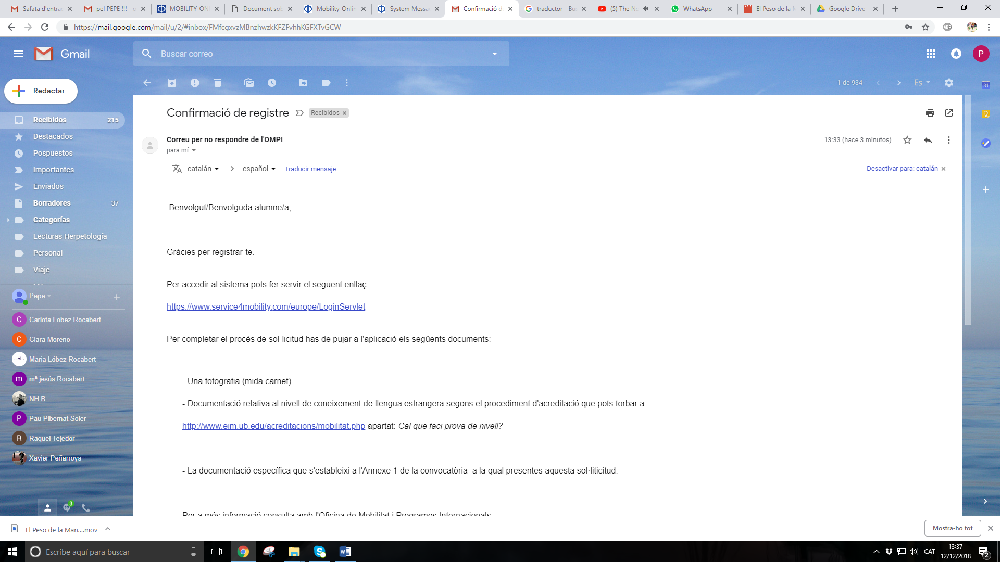 Safata d'entra
pel PEPE !!! - o
MOBILITY-ONL
Document sob
Mobility-Onlin
System Messa
Confirmació d
traductor - Bu
(5) The No
WhatsApp
El Peso de la M
Google Drive
https://mail.google.com/mail/u/2/#inbox/FMfcgxvzMBnzhwzkKFZFvhhKGFXTvGCW
ABP
Gmail
Buscar correo
P
Redactar
1 de 934
Es
31
Recibidos 215
Destacados
Pospuestos
Importantes
Enviados
Borradores 37
Categorías
Lecturas Herpetología
Personal
Viaje
Pepe
C Carlota Lobez Rocabert
C Clara Moreno
ml Maria Lóbez Rocabert
m mª jesús Rocabert
NH B
P Pau Pibernat Soler
R Raquel Tejedor
Xavier Peñarroya
3
Confirmació de registre Recibidos x
Correu per no respondre de l'OMPI
13:33 (hace 3 minutos)
para mí
catalán > español Traducir mensaje
Desactivar para: catalán x
Benvolgut/Benvolguda alumne/a,
Gràcies per registrar-te.
Per accedir al sistema pots fer servir el següent enllaç:
https://www.service4mobility.com/europe/LoginServlet
Per completar el procés de sol·licitud has de pujar a l'aplicació els següents documents:
- Una fotografia (mida carnet)
- Documentació relativa al nivell de coneixement de llengua estrangera segons el procediment d'acreditació que pots torbar a:
http://www.eim.ub.edu/acreditacions/mobilitat.php apartat: Cal que faci prova de nivell?
- La documentació específica que s'estableixi a l'Annexe 1 de la convocatòria  a la qual presentes aquesta sol·liticitud.
Per a més informació consulta amb l'Oficina de Mobilitat i Programes Internacionals:
El Peso de la Man....mov
Mostra-ho tot
Escribe aquí para buscar
CAT
13:37
12/12/2018
2